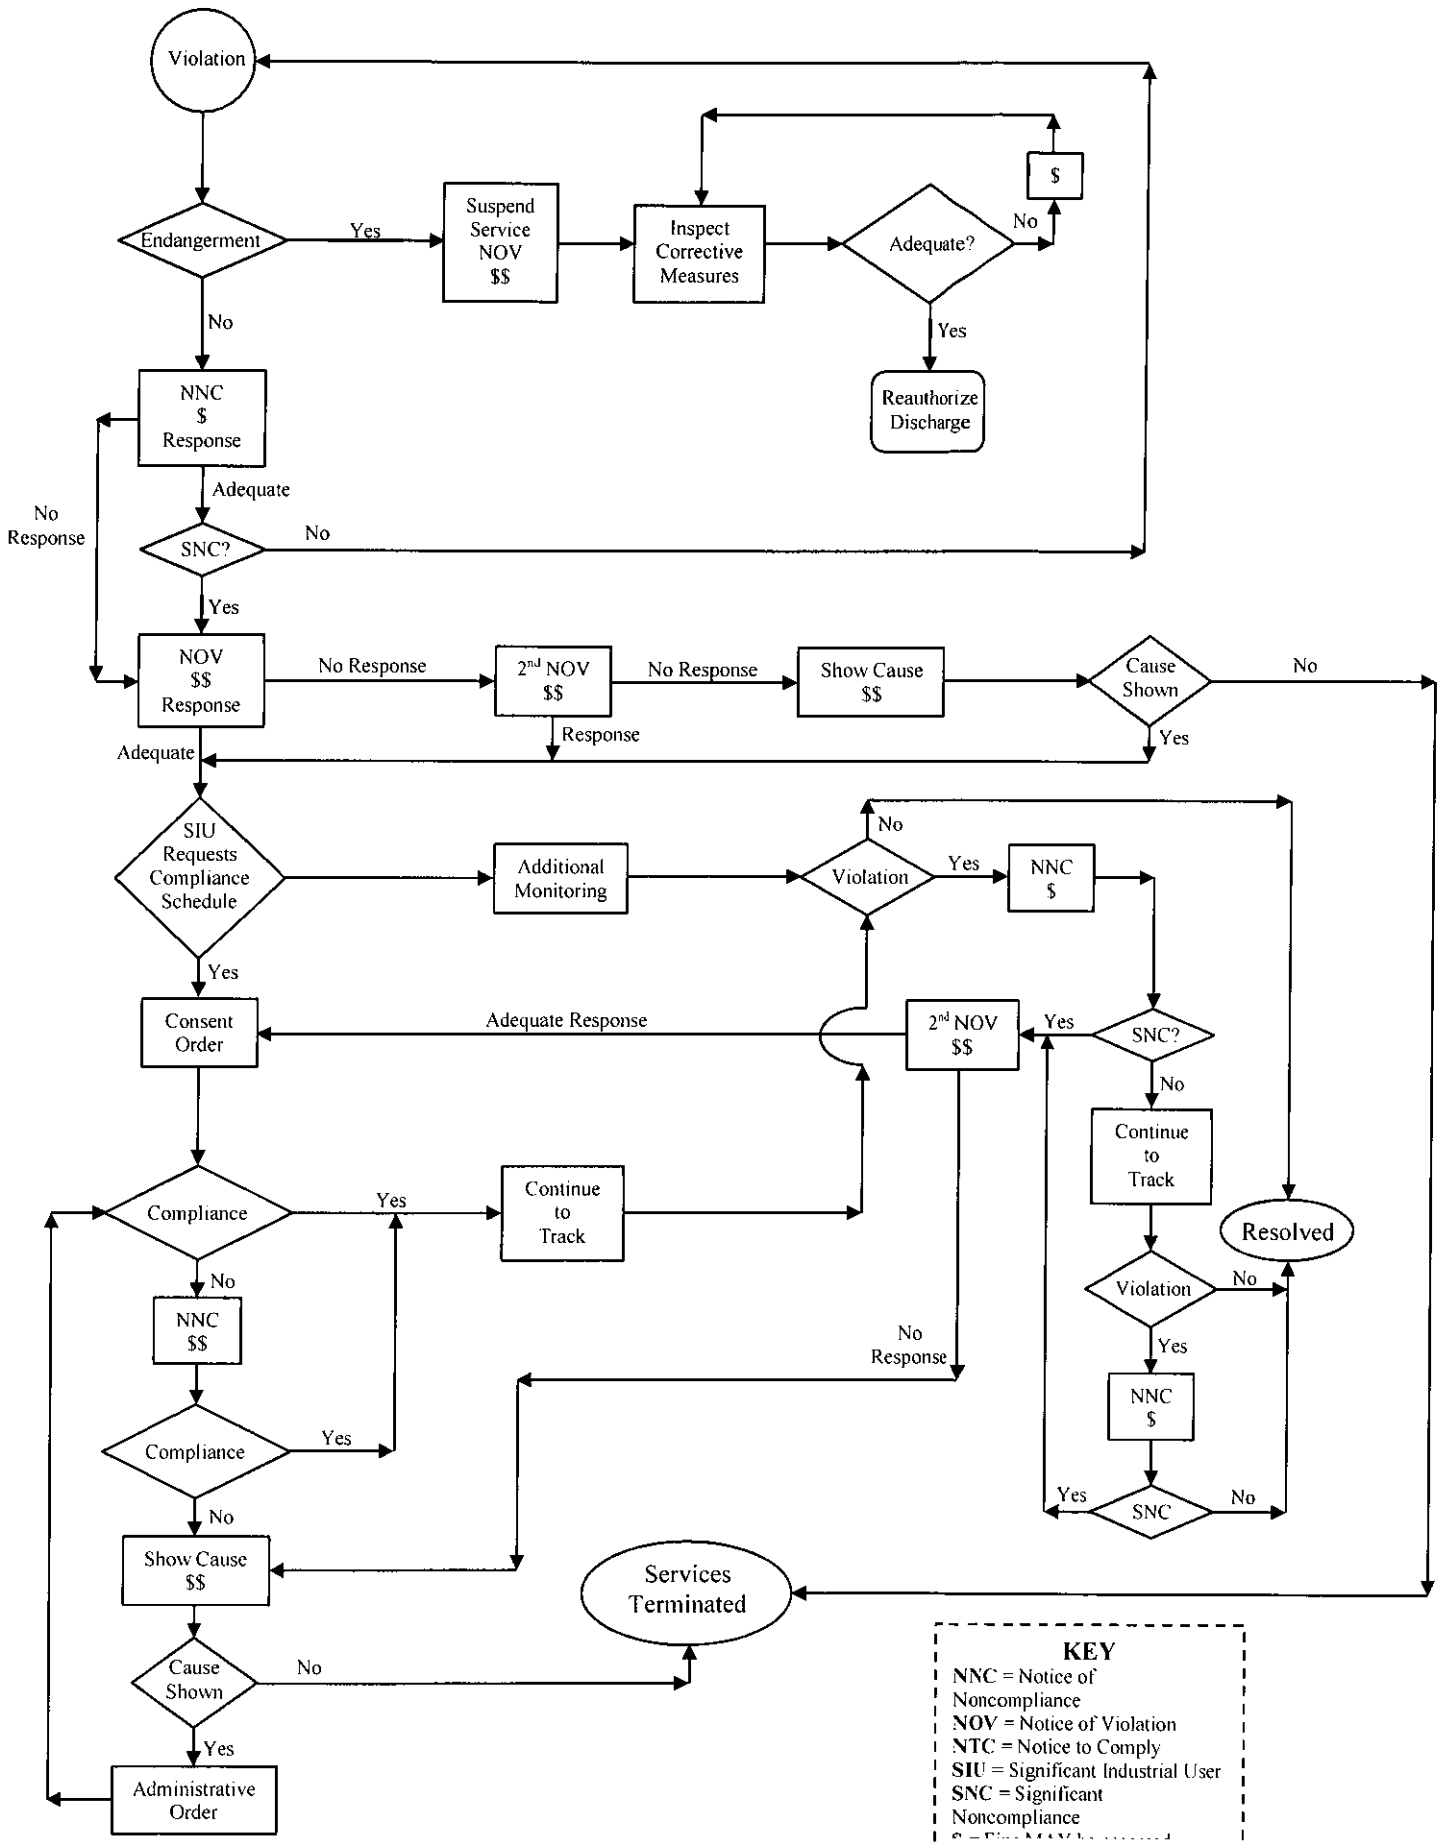 Violation
$
Endangerment
Yes
Suspend
Service
NOV
$$
Inspect
Corrective
Measures
Adequate?
No
Yes
Reauthorize
Discharge
No
NNC
$
Response
Adequate
No
Response
SNC?
No
Yes
NOV
$$
Response
No Response
2nd NOV
$$
No Response
Show Cause
$$
Cause
Shown
No
Response
Yes
Adequate
SIU
Requests
Compliance
Schedule
Additional
Monitoring
Violation
No
Yes
NNC
$
Yes
Consent
Order
Adequate Response
2nd NOV
$$
Yes
SNC?
No
Continue
to
Track
Compliance
Yes
Continue
to
Track
Resolved
No
NNC
$$
Violation
No
Yes
No
Response
NNC
$
Compliance
Yes
Yes
SNC
No
No
Show Cause
$$
Services
Terminated
Cause
Shown
No
Yes
Administrative
Order
KEY
NNC = Notice of
Noncompliance
NOV = Notice of Violation
NTC = Notice to Comply
SIU = Significant Industrial User
SNC = Significant
Noncompliance